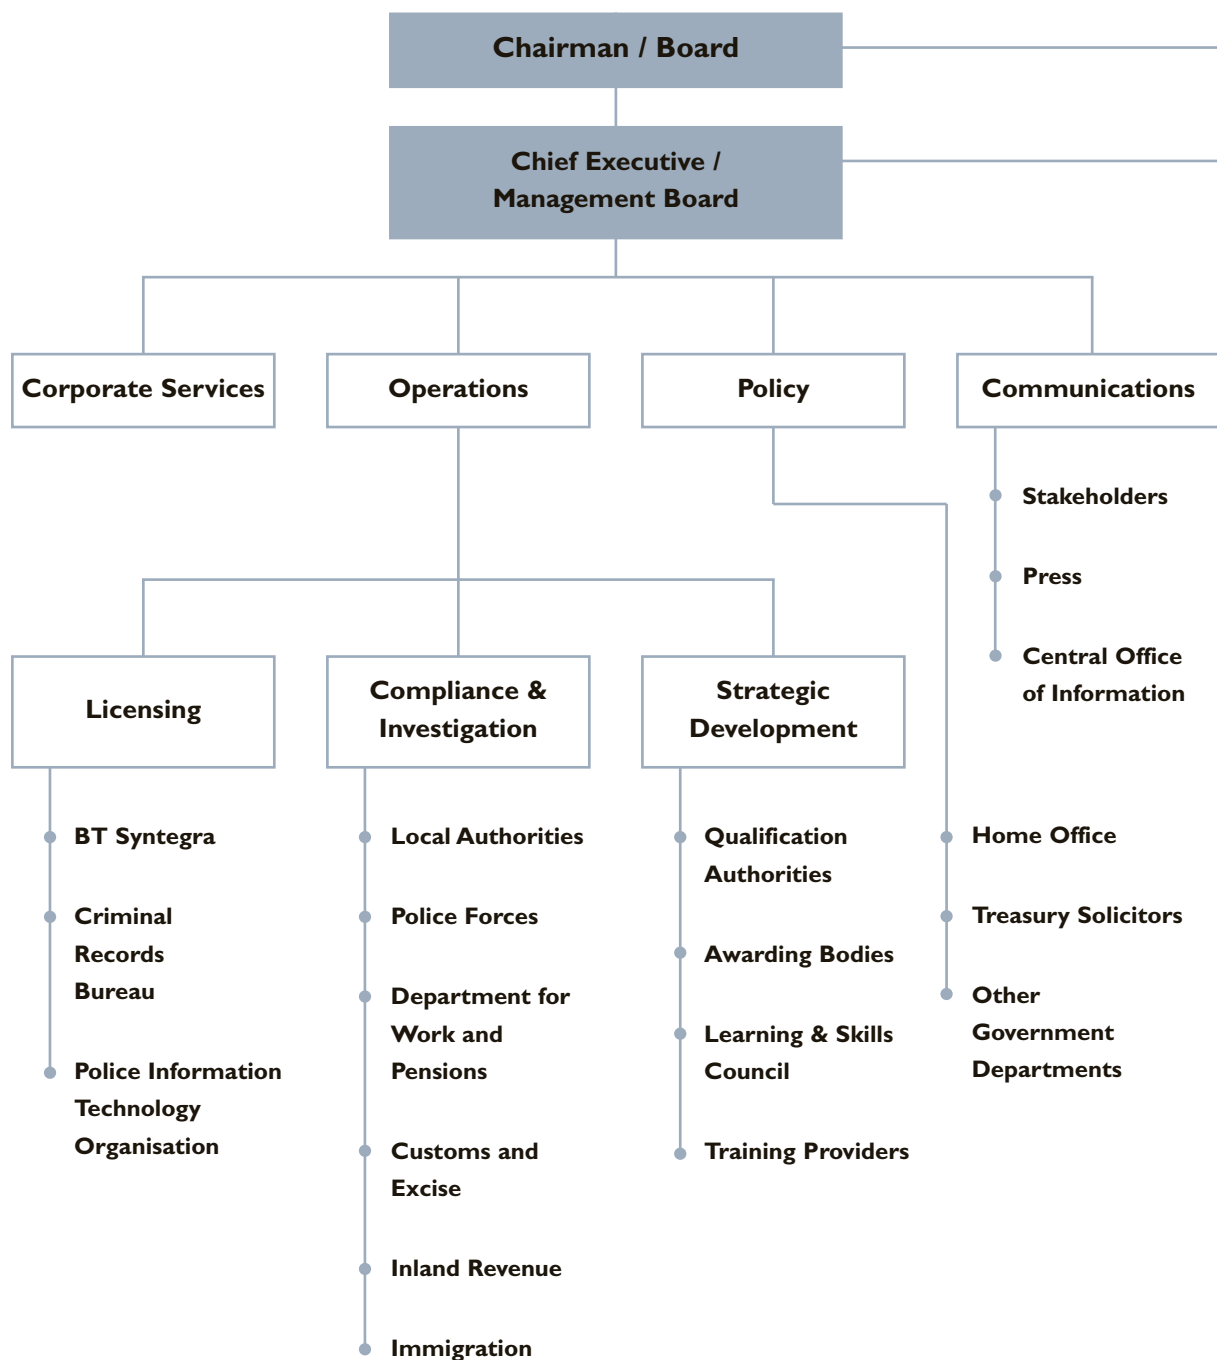 Chairman / Board
Chief Executive /
Management Board
Corporate Services
Operations
Policy
Communications
Stakeholders
Press
Central Office
of Information
Licensing
Compliance &
Investigation
Strategic
Development
BT Syntegra
Criminal
Records
Bureau
Police Information
Technology
Organisation
Local Authorities
Police Forces
Department for
Work and
Pensions
Customs and
Excise
Inland Revenue
Immigration
Qualification
Authorities
Awarding Bodies
Learning & Skills
Council
Training Providers
Home Office
Treasury Solicitors
Other
Government
Departments